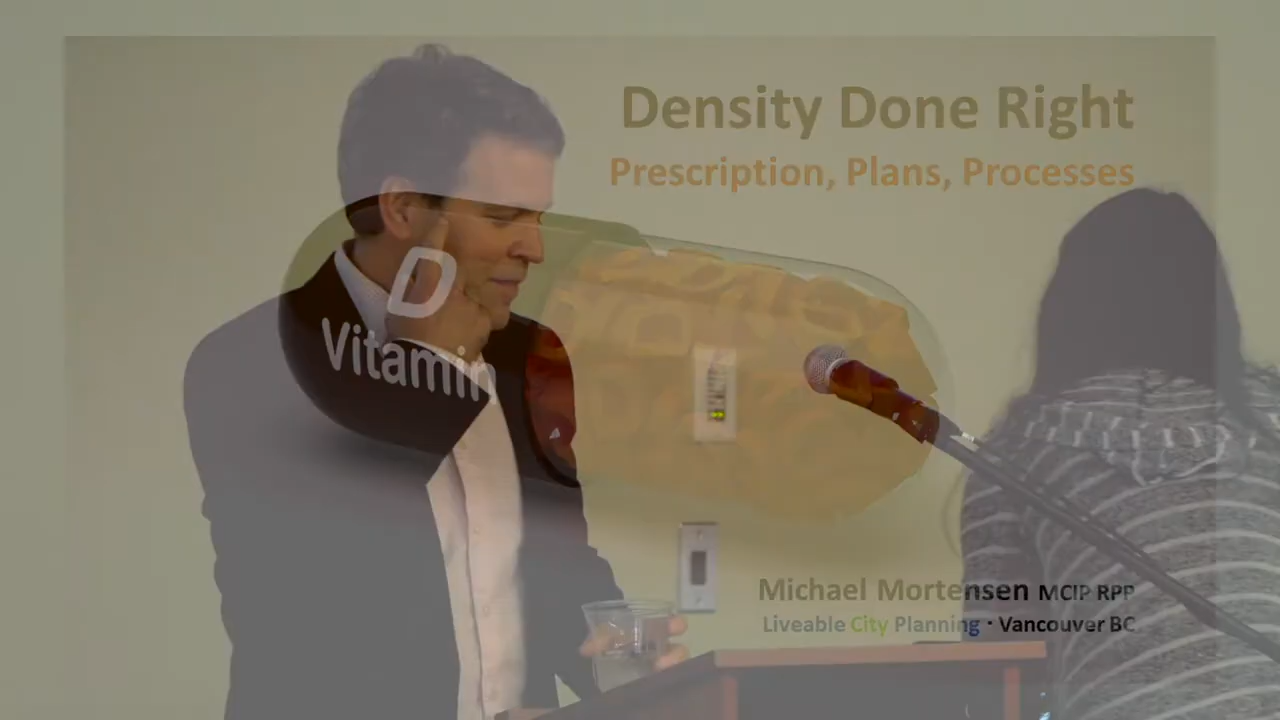 Density Done Right
Prescription, Plans, Processes
D
Vitamin
Michael Mortensen MCIP RPP
Liveable City Planning · Vancouver BC